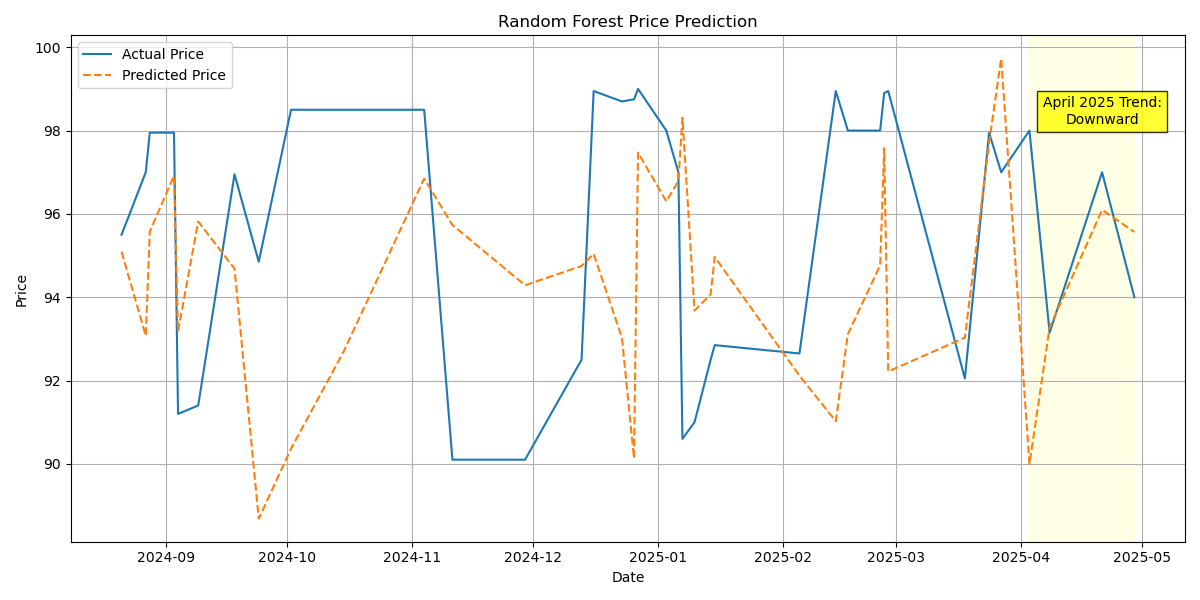 Random Forest Price Prediction
Actual Price
Predicted Price
April 2025 Trend:
Downward
100
98
96
94
92
90
Price
2024-09 2024-10 2024-11 2024-12 2025-01 2025-02 2025-03 2025-04 2025-05
Date